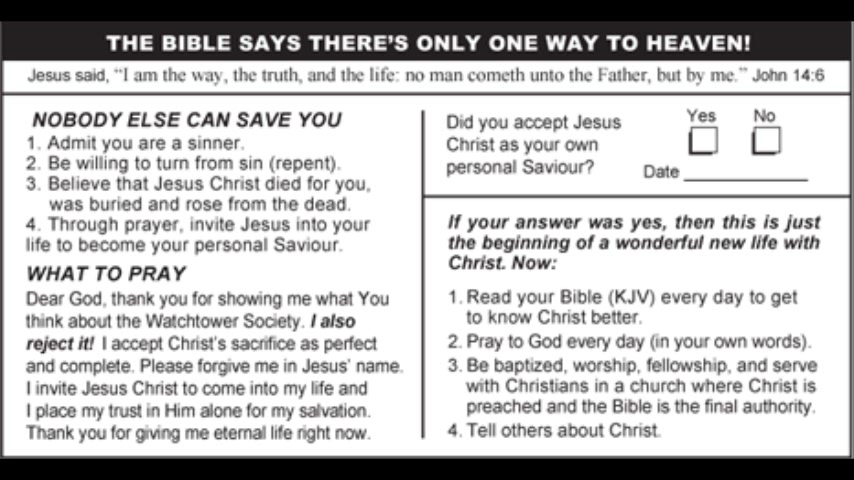 THE BIBLE SAYS THERE'S ONLY ONE WAY TO HEAVEN!
Jesus said, “I am the way, the truth, and the life: no man cometh unto the Father, but by me.” John 14:6
NOBODY ELSE CAN SAVE YOU
1. Admit you are a sinner.
2. Be willing to turn from sin (repent).
3. Believe that Jesus Christ died for you,
was buried and rose from the dead.
4. Through prayer, invite Jesus into your
life to become your personal Saviour.
WHAT TO PRAY
Dear God, thank you for showing me what You
think about the Watchtower Society. I also
reject it! I accept Christ's sacrifice as perfect
and complete. Please forgive me in Jesus' name.
I invite Jesus Christ to come into my life and
I place my trust in Him alone for my salvation.
Thank you for giving me eternal life right now.
Did you accept Jesus
Christ as your own
personal Saviour?
Yes No
Date
If your answer was yes, then this is just
the beginning of a wonderful new life with
Christ. Now:
1. Read your Bible (KJV) every day to get
to know Christ better.
2. Pray to God every day (in your own words).
3. Be baptized, worship, fellowship, and serve
with Christians in a church where Christ is
preached and the Bible is the final authority.
4. Tell others about Christ.